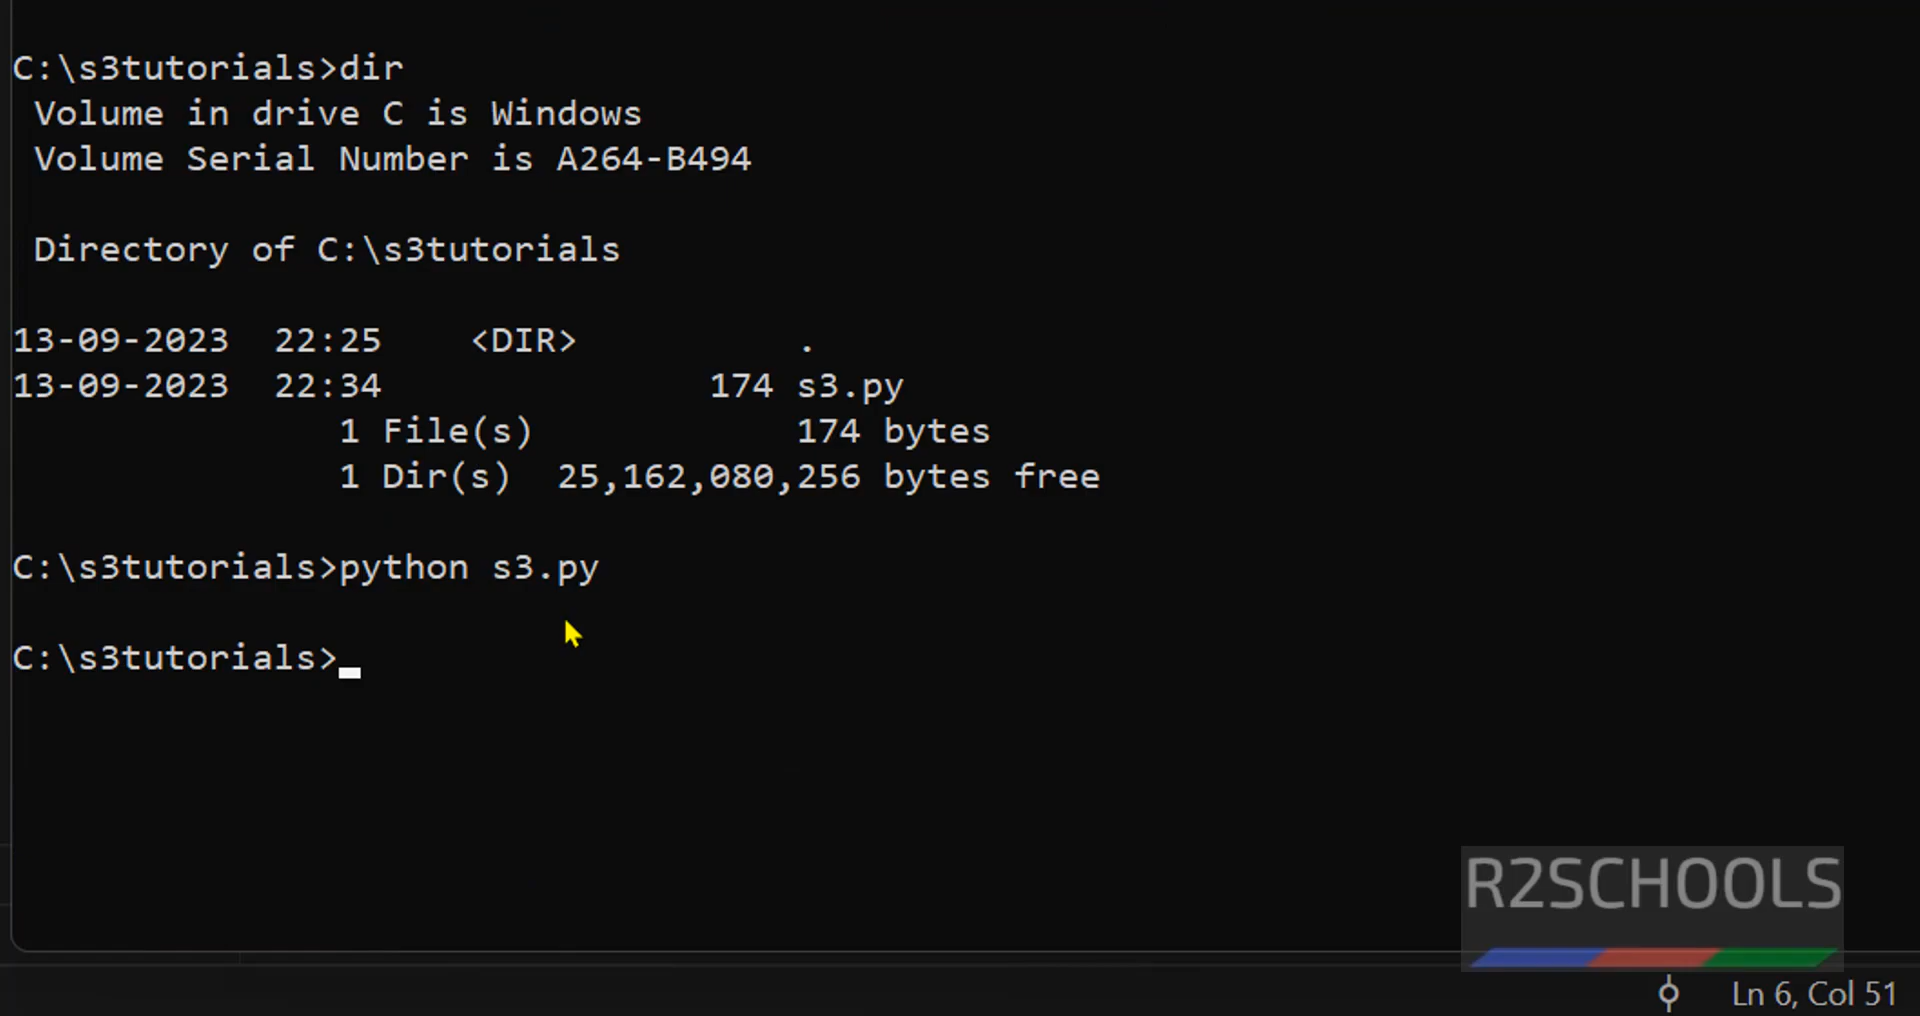 C:\s3tutorials>dir
Volume in drive C is Windows
Volume Serial Number is A264-B494
Directory of C:\s3tutorials
13-09-2023 22:25 <DIR> .
13-09-2023 22:34 174 s3.py
1 File(s) 174 bytes
1 Dir(s) 25,162,080,256 bytes free
C:\s3tutorials>python s3.py
C:\s3tutorials>
R2SCHOOLS
Ln 6, Col 51